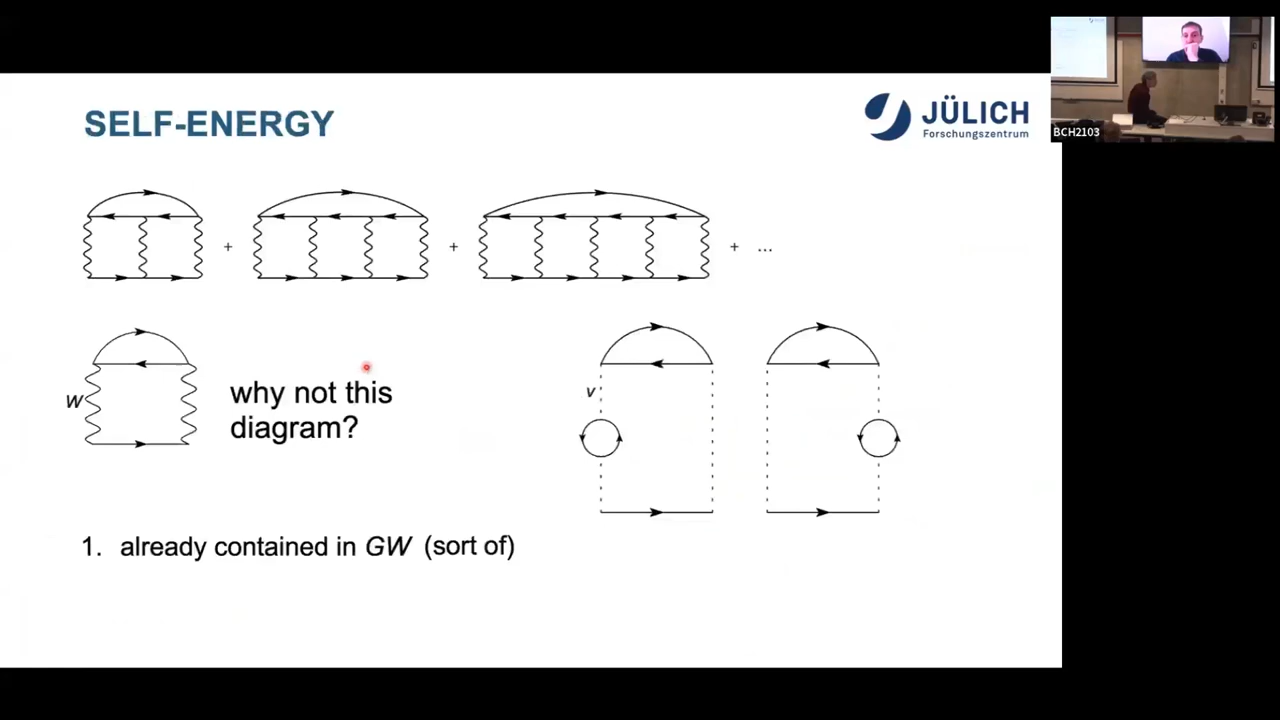 SELF-ENERGY
JÜLICH
Forschungszentrum
BCH2103
+ + + ...
W
why not this
diagram?
v
1. already contained in GW (sort of)